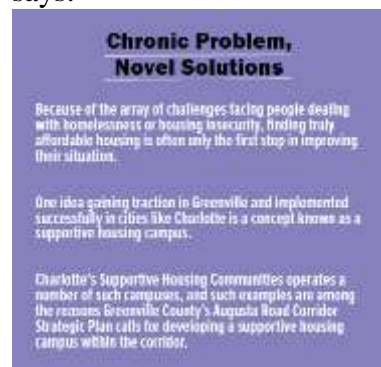 says.
Chronic Problem,
Novel Solutions
Because of the array of challenges facing people dealing
with homelessness or housing insecurity, finding truly
affordable housing is often only the first step in improving
their situation.
One idea gaining traction in Greenville and implemented
successfully in cities like Charlotte is a concept known as a
supportive housing campus.
Charlotte's Supportive Housing Communities operates a
number of such campuses, and such examples are among
the reasons Greenville County's Augusta Road Corridor
Strategic Plan calls for developing a supportive housing
campus within the corridor.